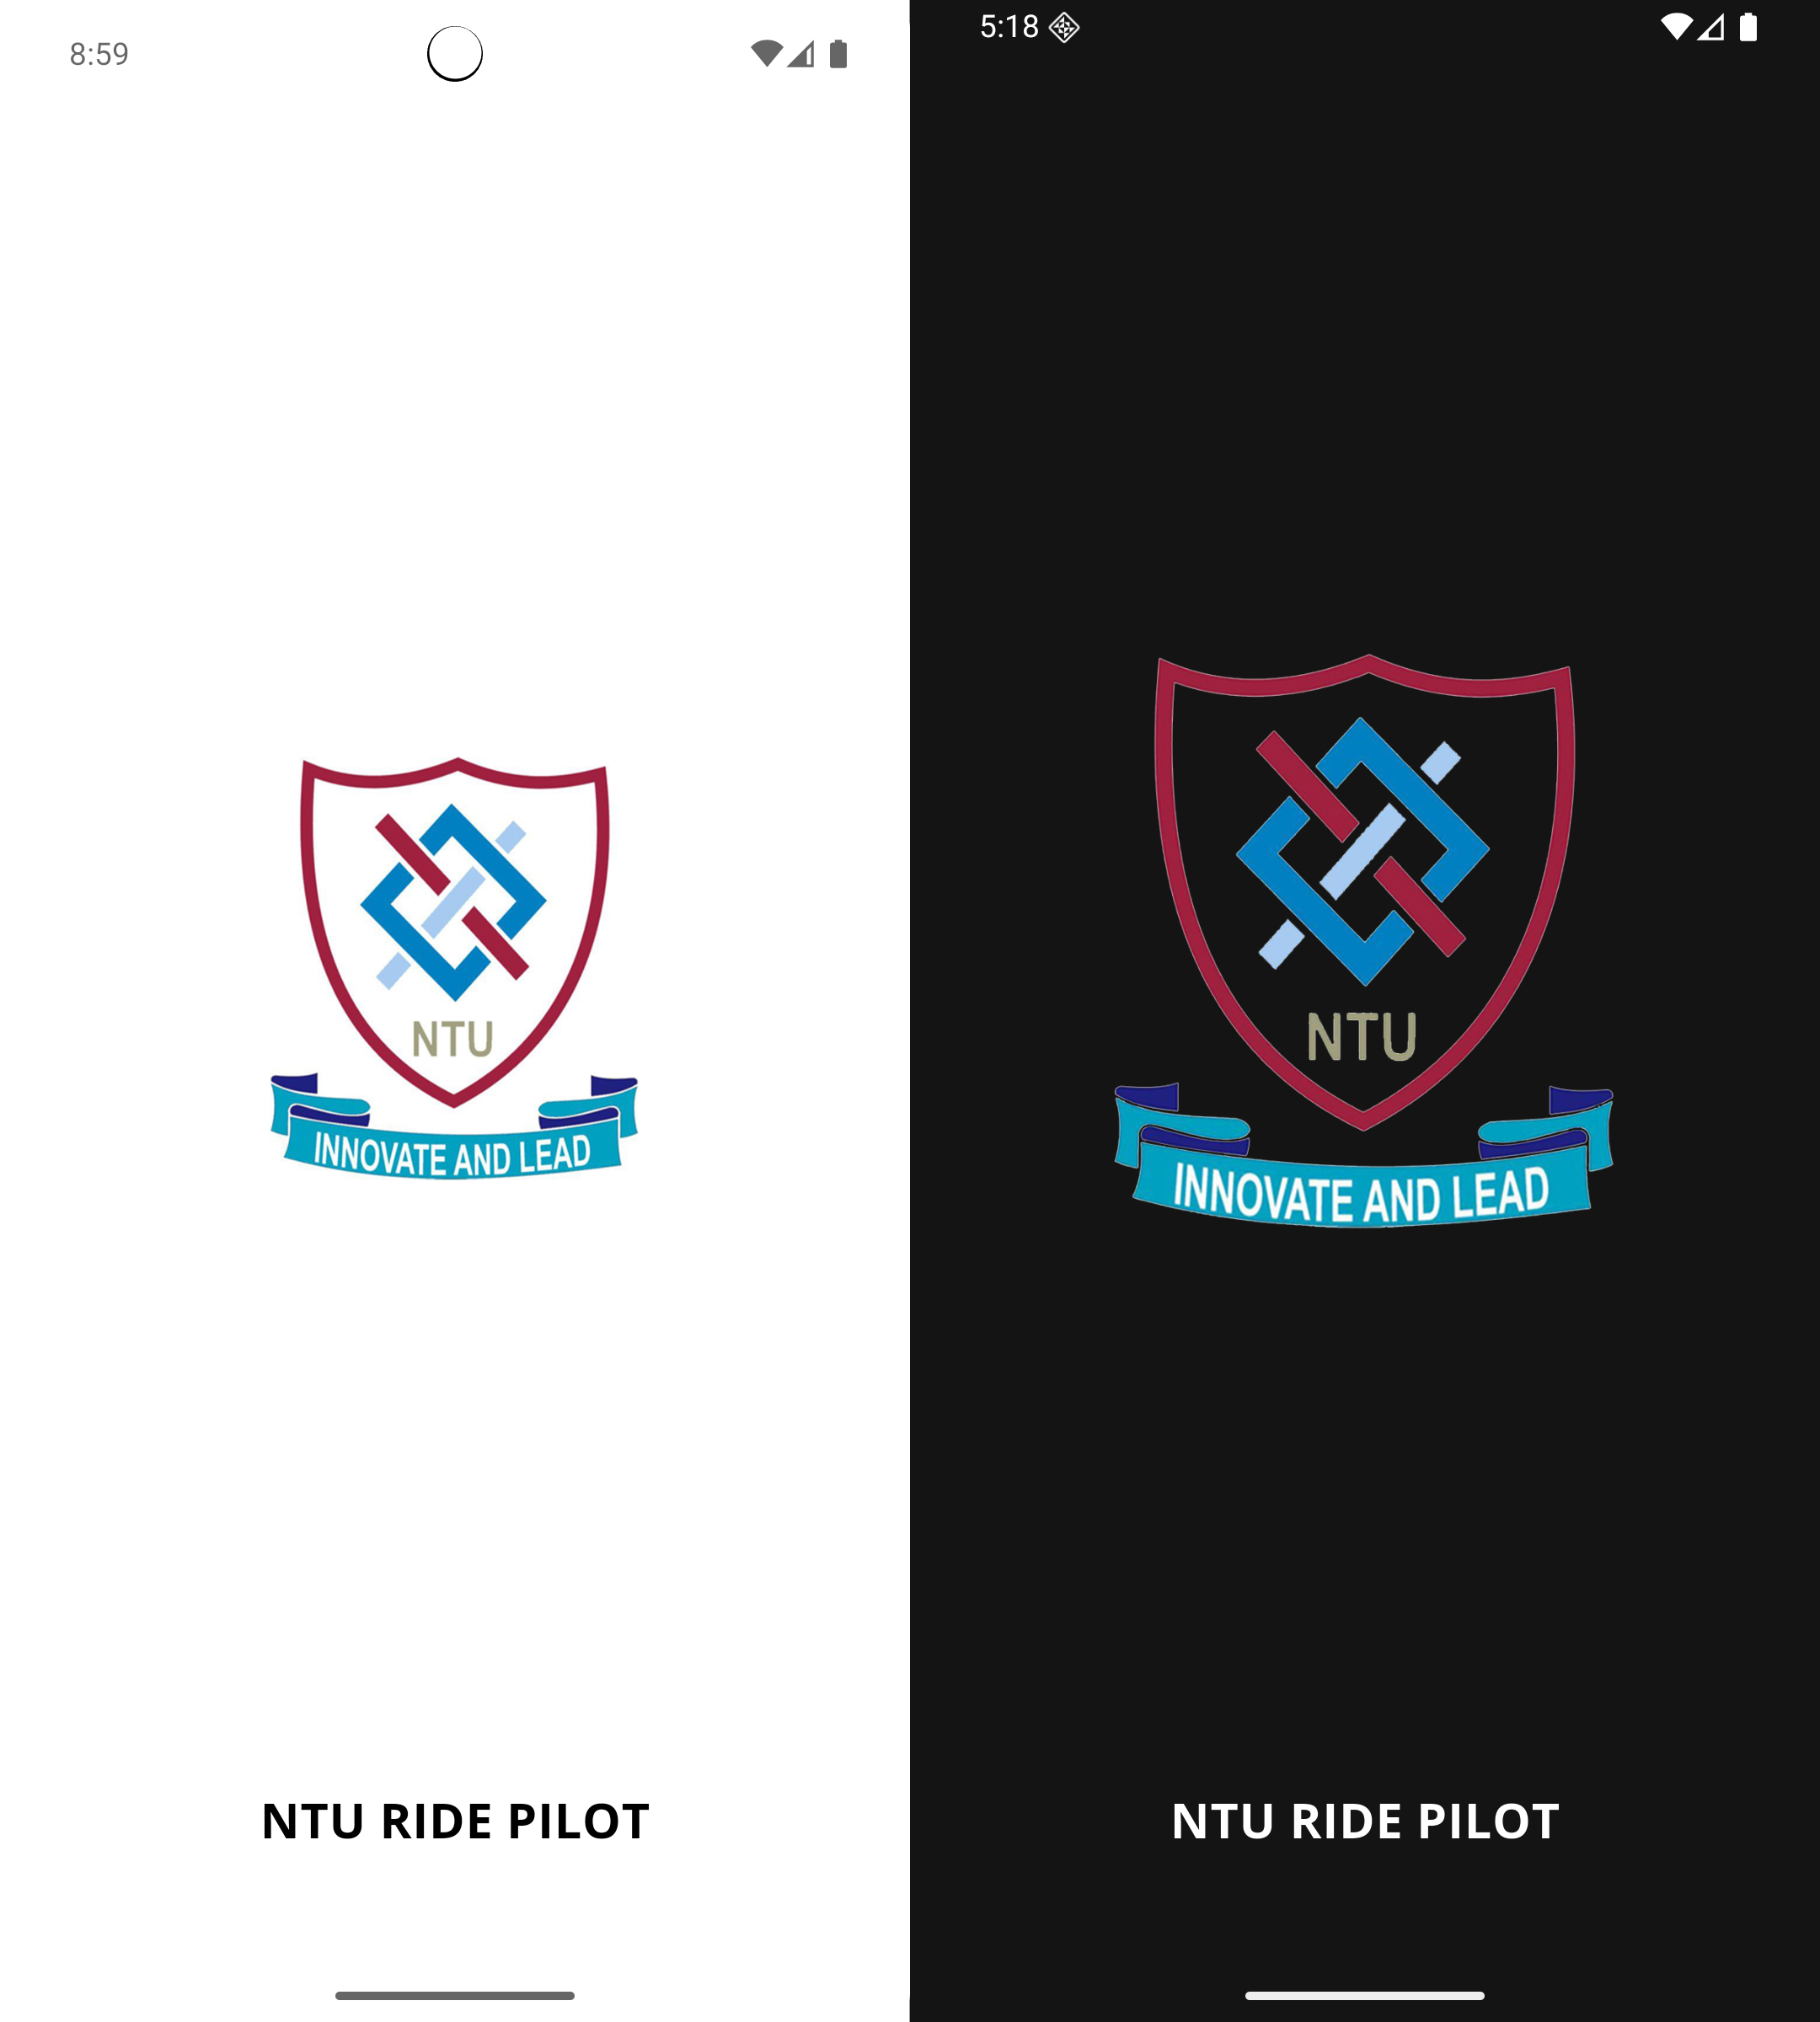 8:59
NTU
INNOVATE AND LEAD
NTU RIDE PILOT
5:18
NTU
INNOVATE AND LEAD
NTU RIDE PILOT